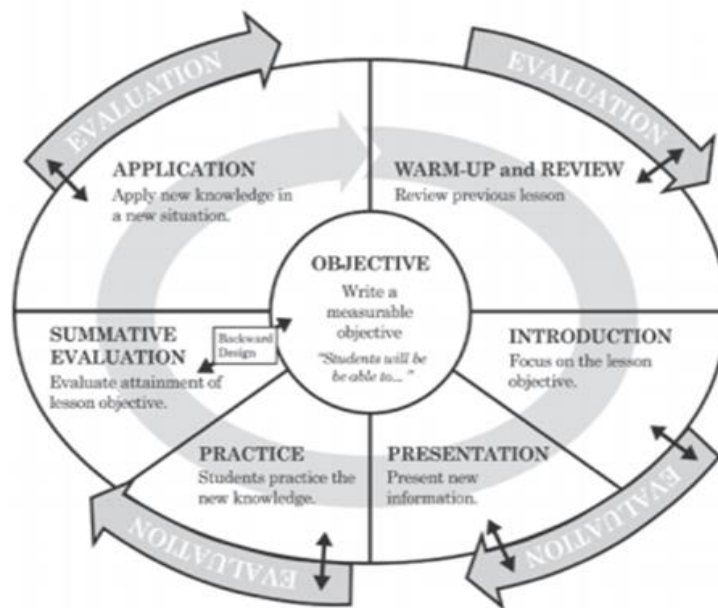 EVALUATION
EVALUATION
APPLICATION
Apply new knowledge in
a new situation.
WARM-UP and REVIEW
Review previous lesson
OBJECTIVE
Write a
measurable
objective
"Students will be
be able to... "
SUMMATIVE
EVALUATION
Evaluate attainment of
lesson objective.
Backward
Design
INTRODUCTION
Focus on the lesson
objective.
PRACTICE
Students practice the
new knowledge.
PRESENTATION
Present new
information.
EVALUATION
EVALUATION